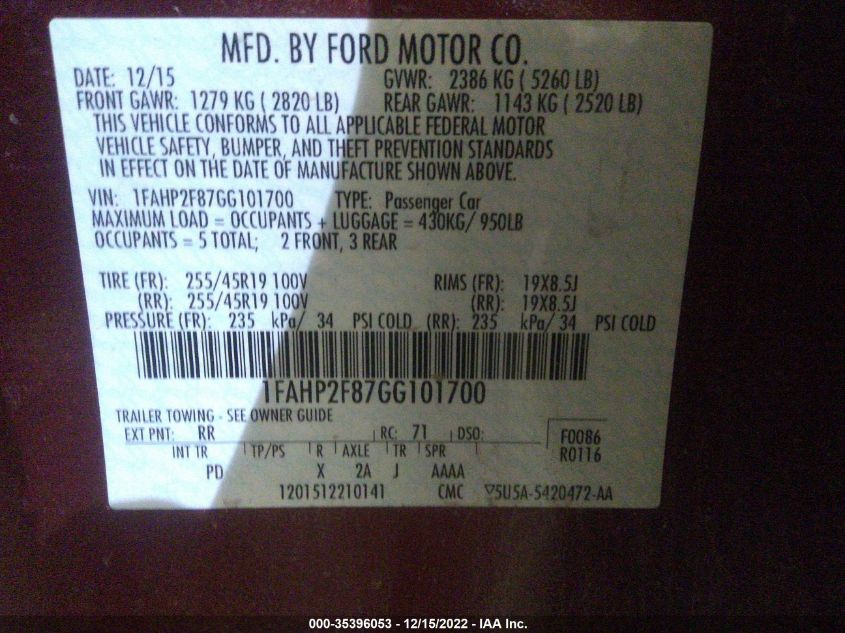 MFD. BY FORD MOTOR CO.
DATE: 12/15 GVWR: 2386 KG ( 5260 LB)
FRONT GAWR: 1279 KG ( 2820 LB) REAR GAWR: 1143 KG ( 2520 LB)
THIS VEHICLE CONFORMS TO ALL APPLICABLE FEDERAL MOTOR
VEHICLE SAFETY, BUMPER, AND THEFT PREVENTION STANDARDS
IN EFFECT ON THE DATE OF MANUFACTURE SHOWN ABOVE.
VIN: 1FAHP2F87GG101700 TYPE: Passenger Car
MAXIMUM LOAD = OCCUPANTS + LUGGAGE = 430KG/ 950LB
OCCUPANTS = 5 TOTAL; 2 FRONT, 3 REAR
TIRE (FR): 255/45R19 100V RIMS (FR): 19X8.5J
(RR): 255/45R19 100V (RR): 19X8.5J
PRESSURE (FR): 235 kPa/ 34 PSI COLD (RR): 235 kPa/ 34 PSI COLD
1FAHP2F87GG101700
TRAILER TOWING - SEE OWNER GUIDE
EXT PNT: RR RC: 71 DSO: F0086
INT TR TP/PS R AXLE TR SPR R0116
PD X 2A J AAAA
1201512210141 CMC ▽5U5A-5420472-AA
000-35396053 - 12/15/2022 - IAA Inc.